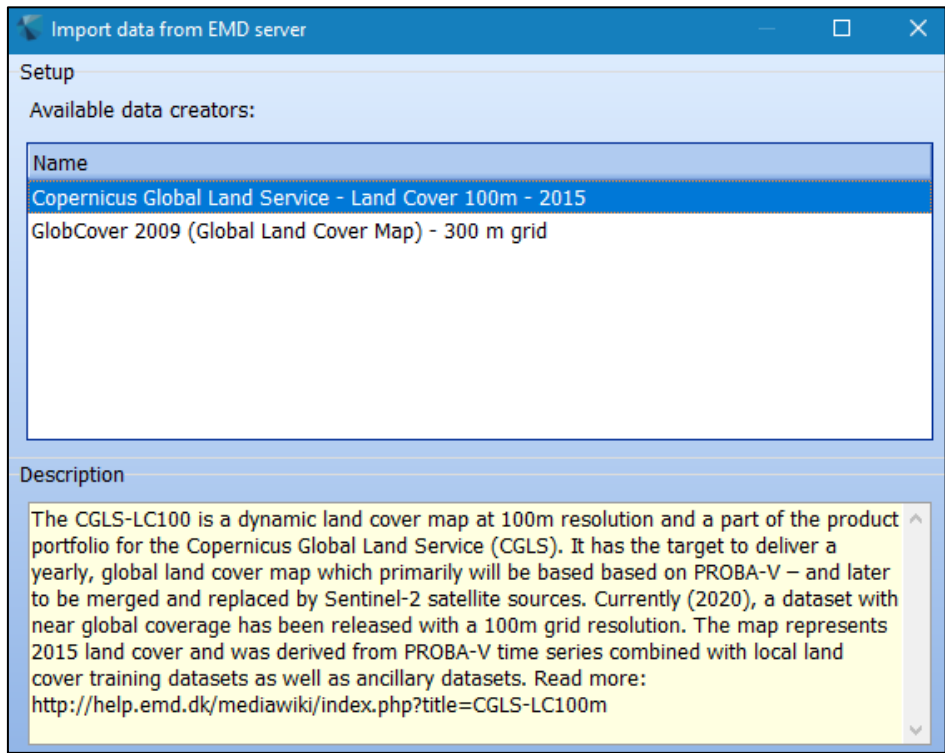 Import data from EMD server
Setup
Available data creators:
Name
Copernicus Global Land Service - Land Cover 100m - 2015
GlobCover 2009 (Global Land Cover Map) - 300 m grid
Description
The CGLS-LC100 is a dynamic land cover map at 100m resolution and a part of the product
portfolio for the Copernicus Global Land Service (CGLS). It has the target to deliver a
yearly, global land cover map which primarily will be based based on PROBA-V – and later
to be merged and replaced by Sentinel-2 satellite sources. Currently (2020), a dataset with
near global coverage has been released with a 100m grid resolution. The map represents
2015 land cover and was derived from PROBA-V time series combined with local land
cover training datasets as well as ancillary datasets. Read more:
http://help.emd.dk/mediawiki/index.php?title=CGLS-LC100m